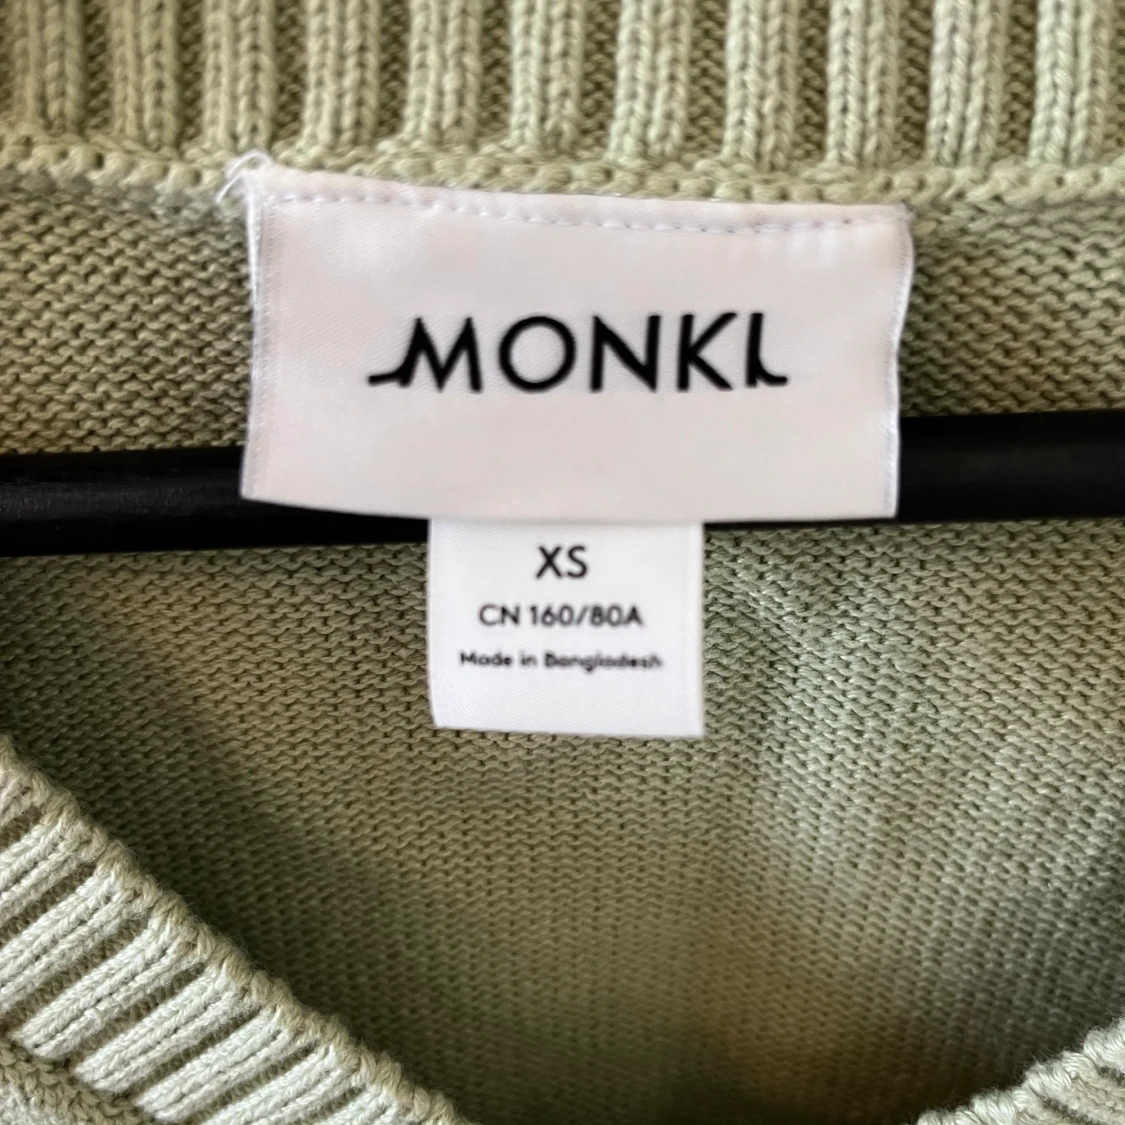 MONKI
XS
CN 160/80A
Made in Bangladesh